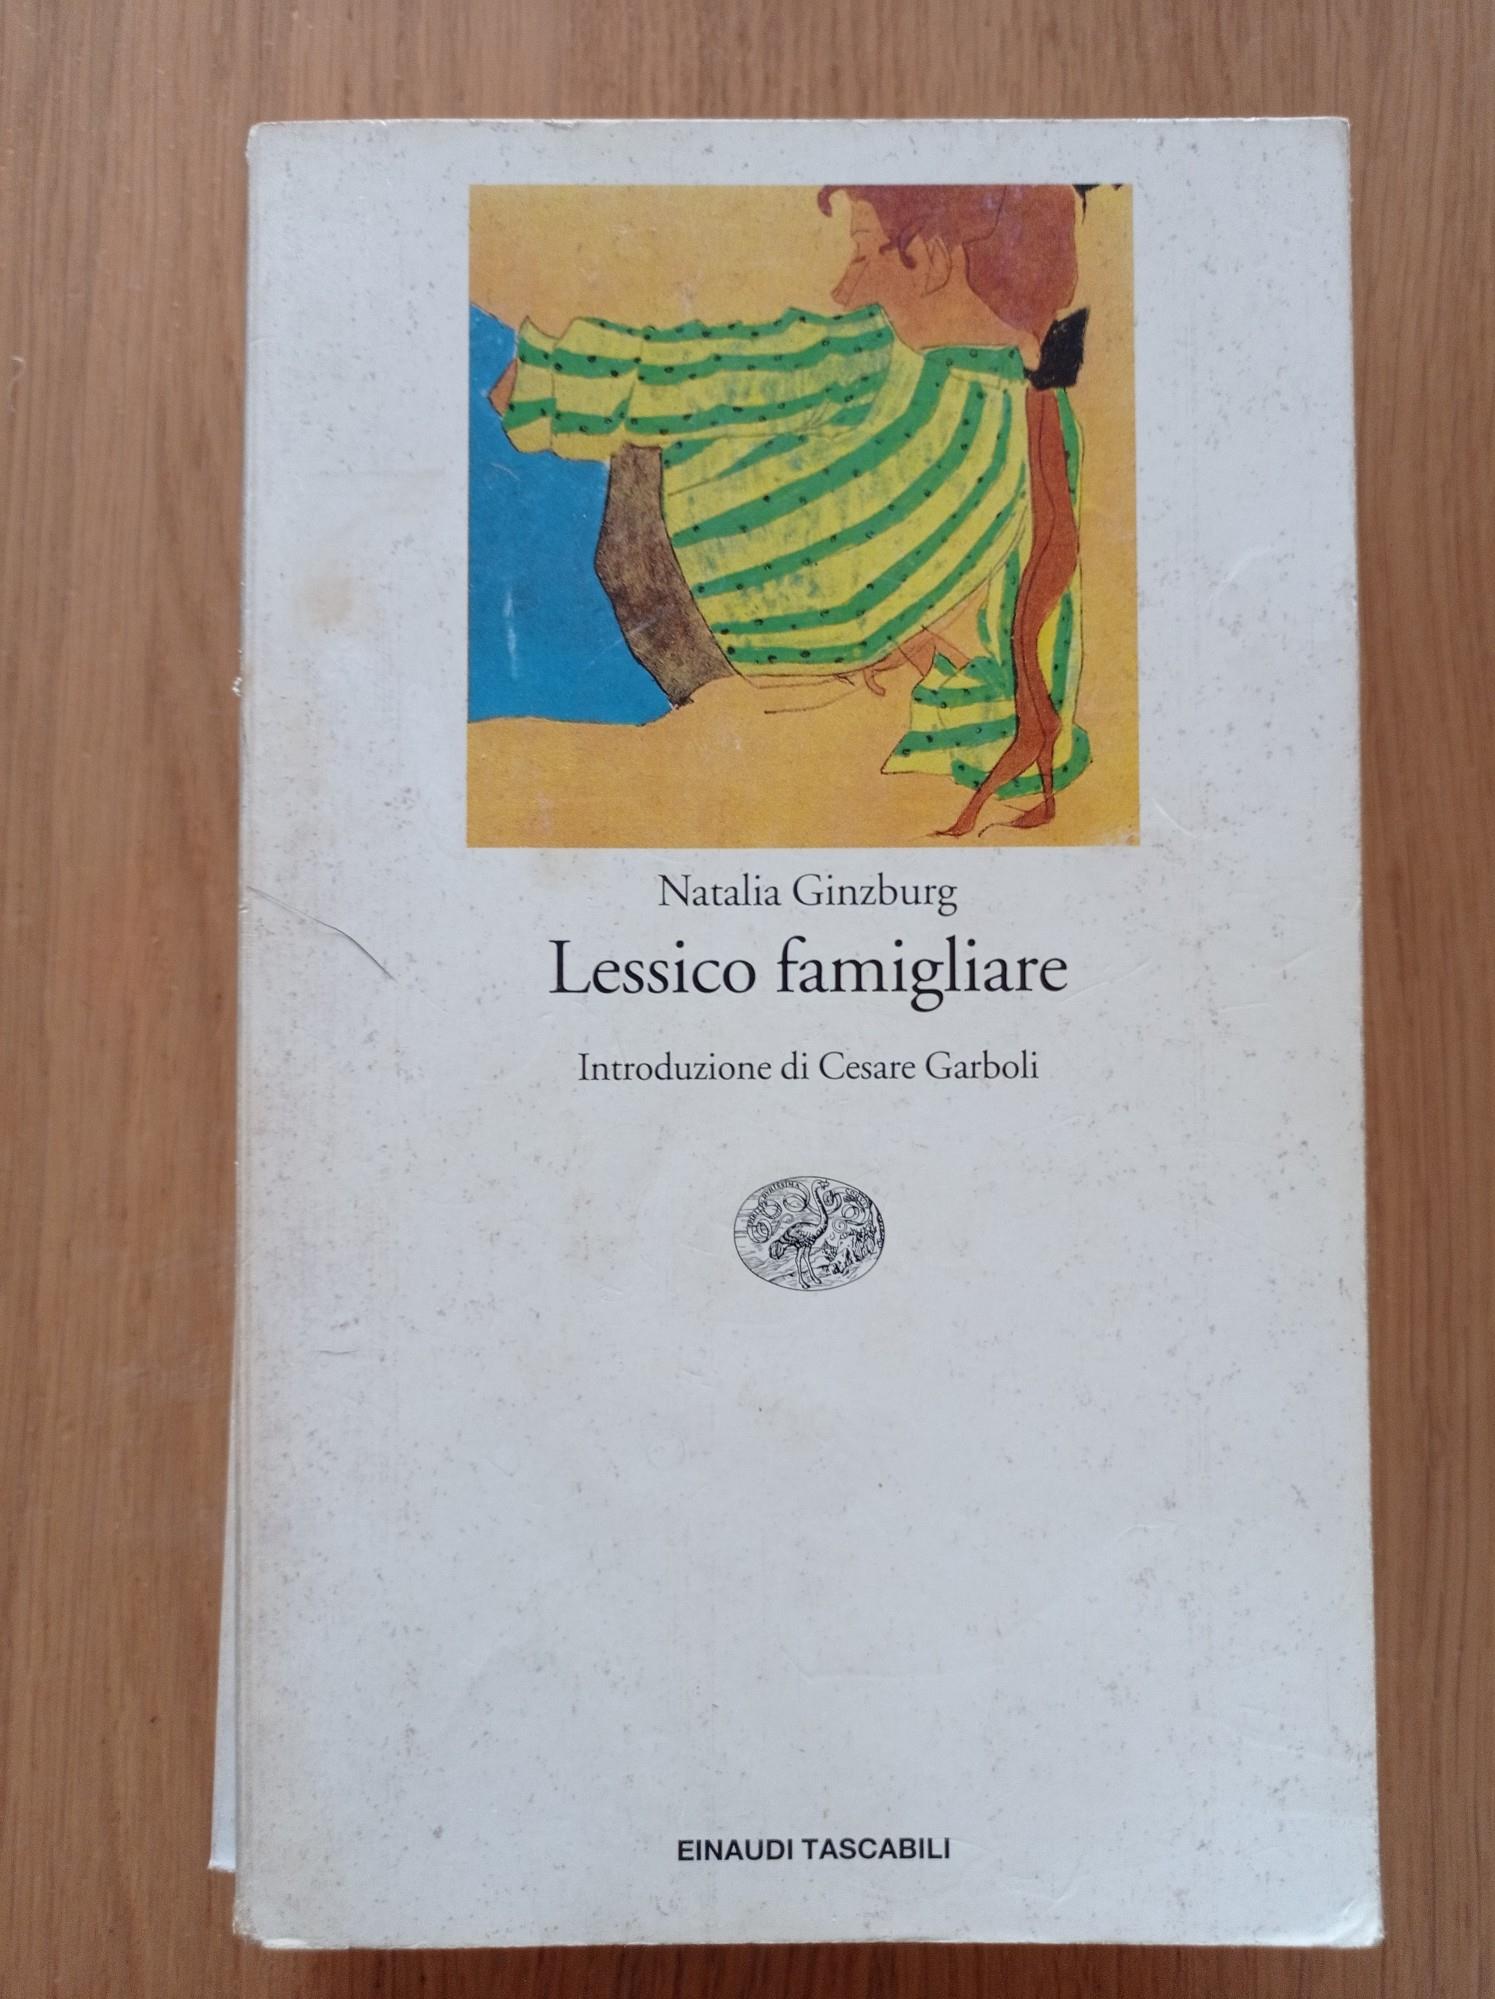 Natalia Ginzburg
Lessico famigliare
Introduzione di Cesare Garboli
EINAUDI TASCABILI